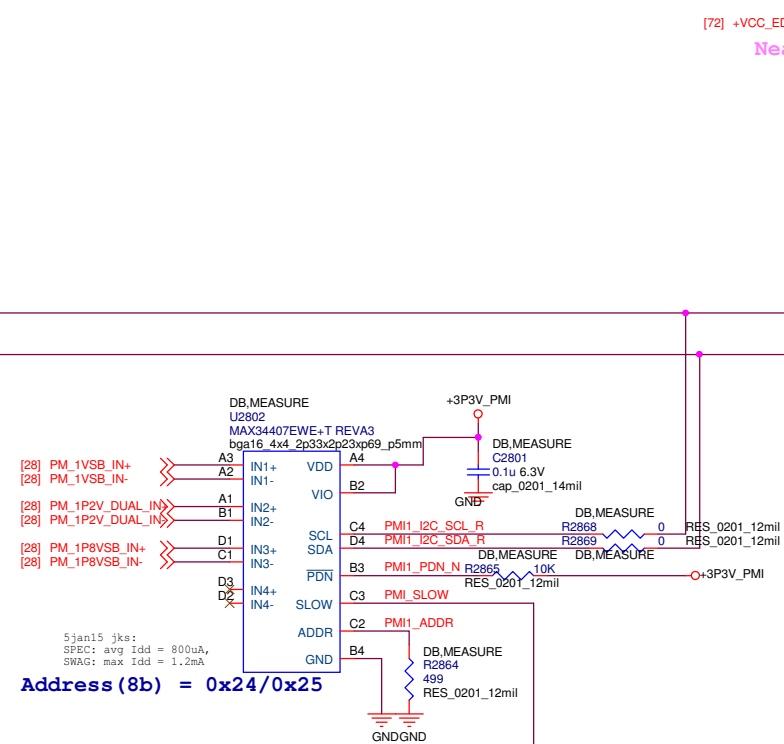 [72] +VCC_ED
Nea
DB,MEASURE
U2802
MAX34407EWE+T REVA3
bga16_4x4_2p33x2p23xp69_p5mm
+3P3V_PMI
DB,MEASURE
C2801
0.1u 6.3V
cap_0201_14mil
GND
[28] PM_1VSB_IN+
[28] PM_1VSB_IN-
[28] PM_1P2V_DUAL_IN+
[28] PM_1P2V_DUAL_IN-
[28] PM_1P8VSB_IN+
[28] PM_1P8VSB_IN-
A3 IN1+
A2 IN1-
A1 IN2+
B1 IN2-
D1 IN3+
C1 IN3-
D3 IN4+
D2 IN4-
VDD A4
VIO B2
SCL C4 PMI1_I2C_SCL_R
SDA D4 PMI1_I2C_SDA_R
PDN B3 PMI1_PDN_N
SLOW C3 PMI_SLOW
ADDR C2 PMI1_ADDR
GND B4
DB,MEASURE
R2868 0 RES_0201_12mil
R2869 0 RES_0201_12mil
DB,MEASURE DB,MEASURE
R2865 10K
RES_0201_12mil
+3P3V_PMI
DB,MEASURE
R2864
499
RES_0201_12mil
GND GND
5jan15 jks:
SPEC: avg Idd = 800uA,
SWAG: max Idd = 1.2mA
Address(8b) = 0x24/0x25